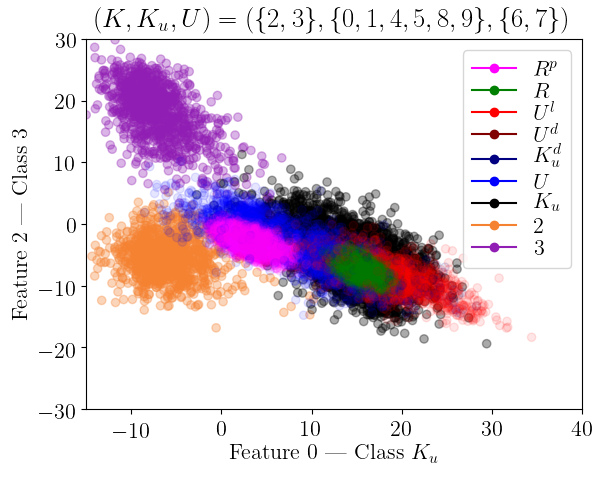 (K, K_u, U) = ({2, 3}, {0, 1, 4, 5, 8, 9}, {6, 7})
30
20
10
0
−10
−20
−30
Feature 2 — Class 3
R^p
R
U^l
U^d
K_u^d
U
K_u
2
3
−10
0
10
20
30
40
Feature 0 — Class K_u